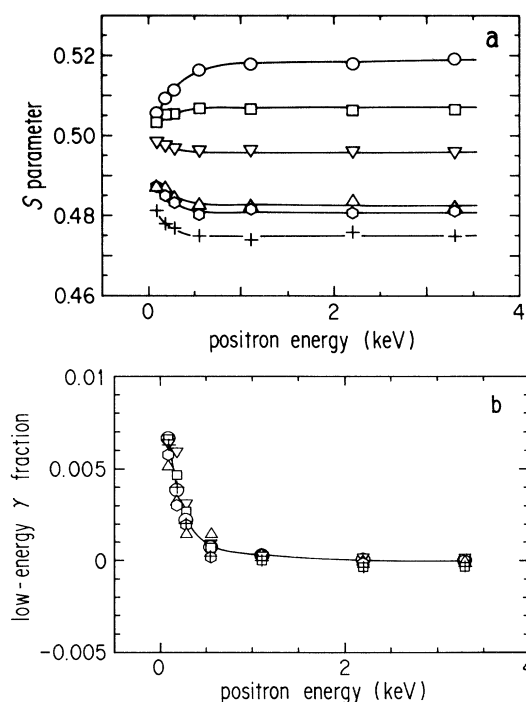 a
0.52
0.50
0.48
0.46
S parameter
0 2 4
positron energy (keV)
b
0.01
0.005
0
-0.005
low-energy γ fraction
0 2 4
positron energy (keV)